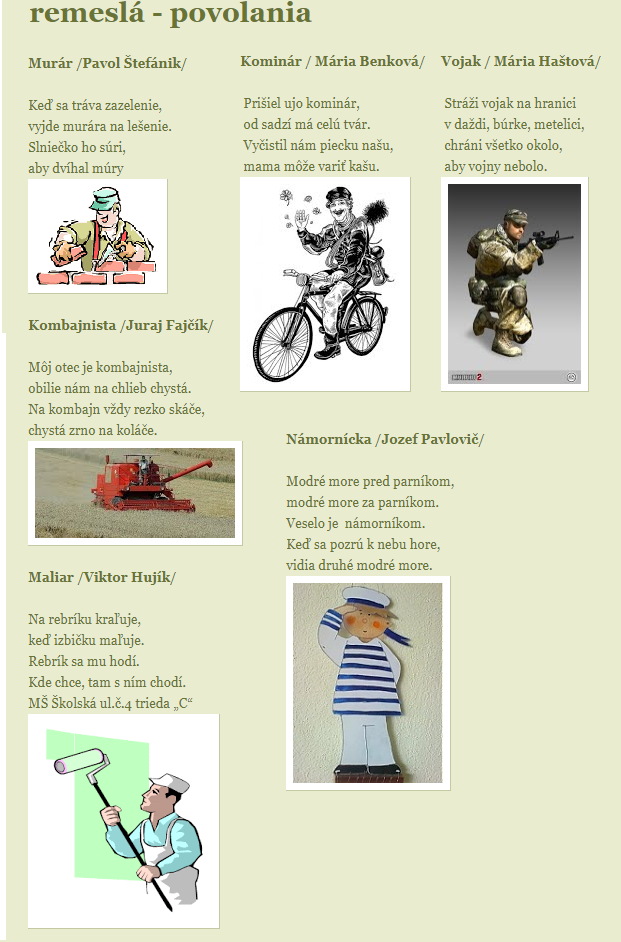 remeslá - povolania
Murár /Pavol Štefánik/
Keď sa tráva zazelenie,
vyjde murára na lešenie.
Slniečko ho súri,
aby dvíhal múry
Kominár / Mária Benková/
Prišiel ujo kominár,
od sadzí má celú tvár.
Vyčistil nám piecku našu,
mama môže variť kašu.
Vojak / Mária Haštová/
Stráži vojak na hranici
v daždi, búrke, metelici,
chráni všetko okolo,
aby vojny nebolo.
Kombajnista /Juraj Fajčík/
Môj otec je kombajnista,
obilie nám na chlieb chystá.
Na kombajn vždy rezko skáče,
chystá zrno na koláče.
Námornícka /Jozef Pavlovič/
Modré more pred parníkom,
modré more za parníkom.
Veselo je námorníkom.
Keď sa pozrú k nebu hore,
vidia druhé modré more.
Maliar /Viktor Hujík/
Na rebríku kraľuje,
keď izbičku maľuje.
Rebrík sa mu hodí.
Kde chce, tam s ním chodí.
MŠ Školská ul.č.4 trieda „C“